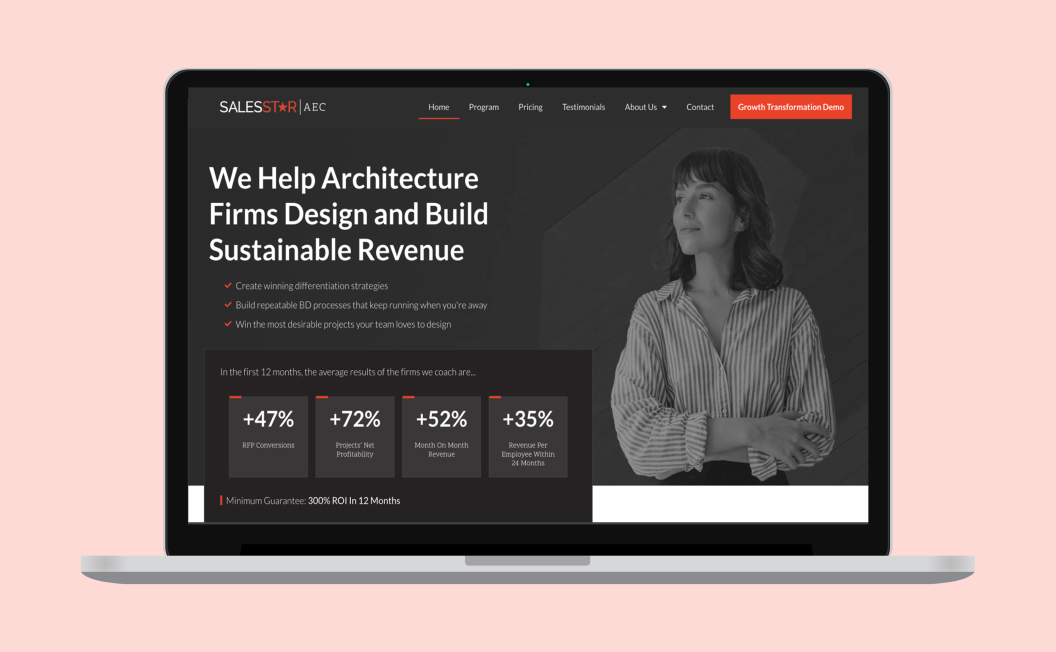 SALESSTAR | AEC
Home Program Pricing Testimonials About Us Contact Growth Transformation Demo
We Help Architecture
Firms Design and Build
Sustainable Revenue
Create winning differentiation strategies
Build repeatable BD processes that keep running when you're away
Win the most desirable projects your team loves to design
In the first 12 months, the average results of the firms we coach are...
+47%
RFP Conversions
+72%
Projects' Net
Profitability
+52%
Month On Month
Revenue
+35%
Revenue Per
Employee Within
24 Months
Minimum Guarantee: 300% ROI In 12 Months